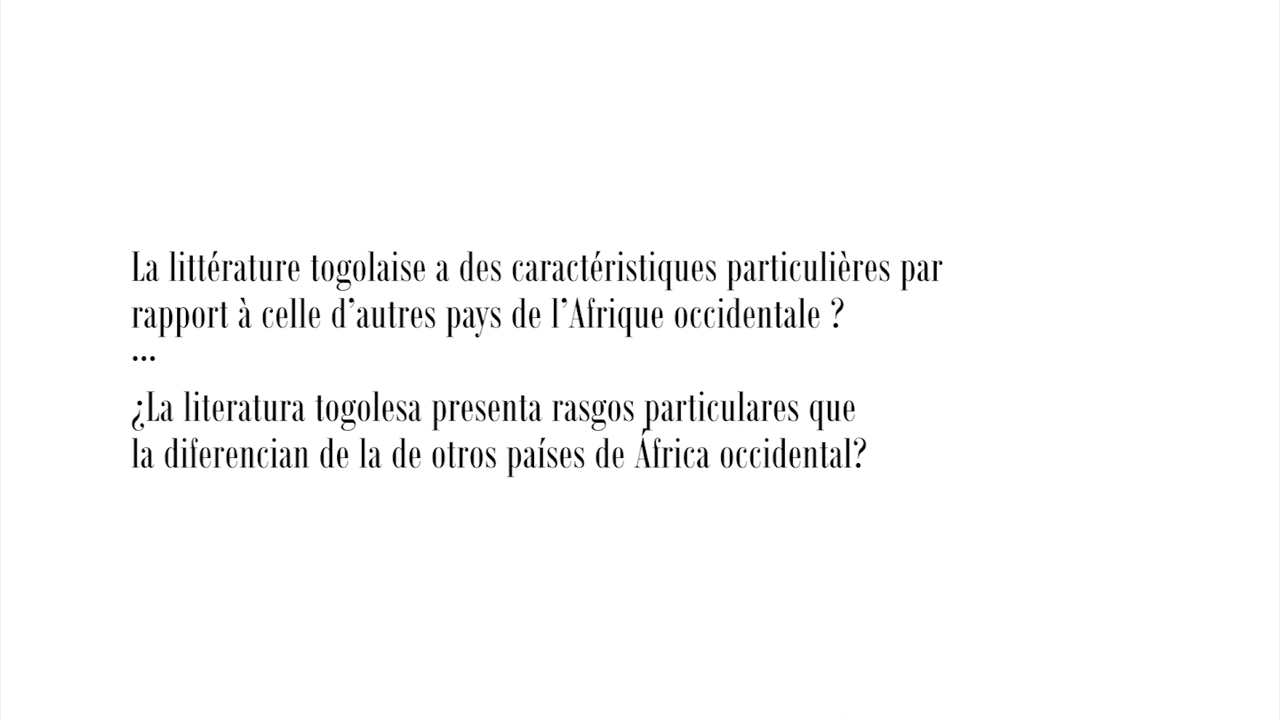 La littérature togolaise a des caractéristiques particulières par
rapport à celle d’autres pays de l’Afrique occidentale ?
...
¿La literatura togolesa presenta rasgos particulares que
la diferencian de la de otros países de África occidental?